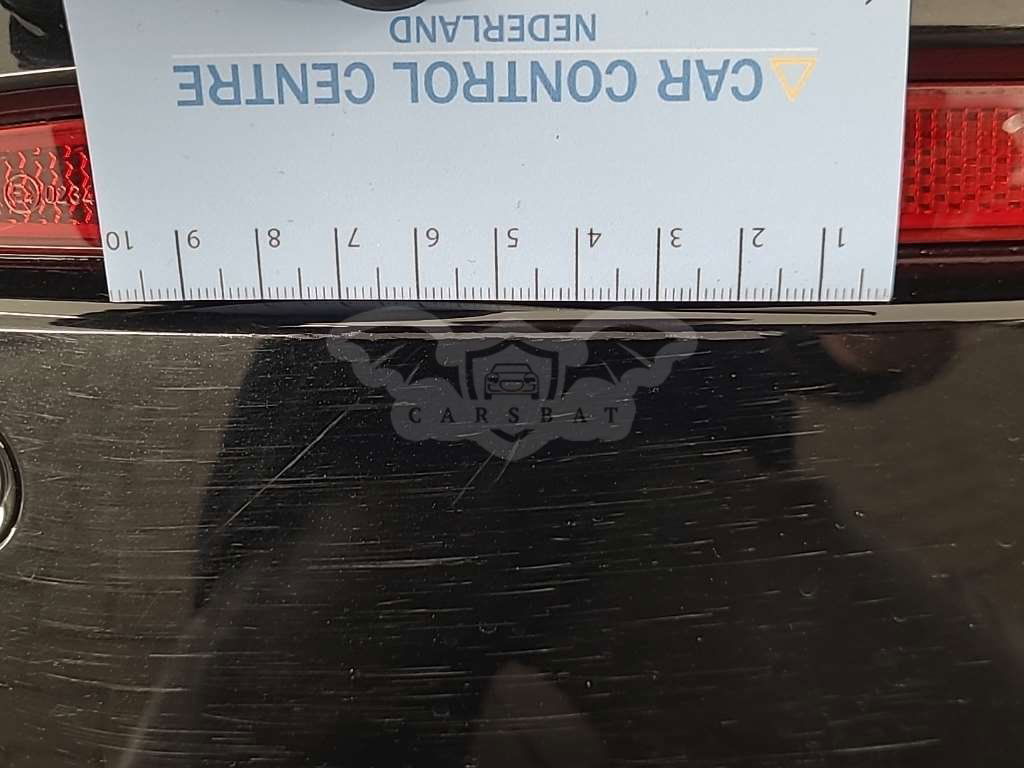 NEDERLAND
CAR CONTROL CENTRE
10 9 8 7 6 5 4 3 2 1
CARSBAT